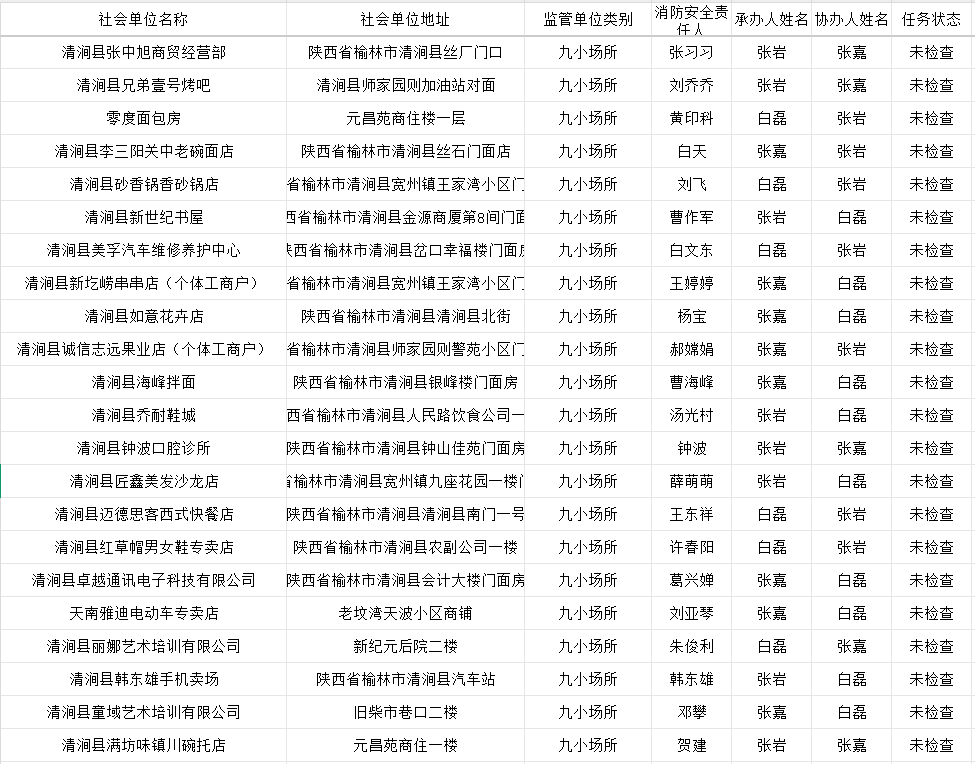 社会单位名称 社会单位地址 监管单位类别 消防安全责任人 承办人姓名 协办人姓名 任务状态
清涧县张中旭商贸经营部 陕西省榆林市清涧县丝厂门口 九小场所 张习习 张岩 张嘉 未检查
清涧县兄弟壹号烤吧 清涧县师家园则加油站对面 九小场所 刘乔乔 张岩 张嘉 未检查
零度面包房 元昌苑商住楼一层 九小场所 黄印科 白磊 张岩 未检查
清涧县李三阳关中老碗面店 陕西省榆林市清涧县丝石门面店 九小场所 白天 张嘉 张岩 未检查
清涧县砂香锅香砂锅店 省榆林市清涧县宽州镇王家湾小区门 九小场所 刘飞 白磊 张岩 未检查
清涧县新世纪书屋 西省榆林市清涧县金源商厦第8间门面 九小场所 曹作军 张岩 白磊 未检查
清涧县美孚汽车维修养护中心 陕西省榆林市清涧县岔口幸福楼门面房 九小场所 白文东 白磊 张岩 未检查
清涧县新圪崂串串店（个体工商户） 省榆林市清涧县宽州镇王家湾小区门 九小场所 王婷婷 张嘉 白磊 未检查
清涧县如意花卉店 陕西省榆林市清涧县清涧县北街 九小场所 杨宝 张嘉 白磊 未检查
清涧县诚信志远果业店（个体工商户） 省榆林市清涧县师家园则警苑小区门 九小场所 郝嫦娟 张嘉 张岩 未检查
清涧县海峰拌面 陕西省榆林市清涧县银峰楼门面房 九小场所 曹海峰 张嘉 白磊 未检查
清涧县乔耐鞋城 西省榆林市清涧县人民路饮食公司一 九小场所 汤光村 张岩 白磊 未检查
清涧县钟波口腔诊所 陕西省榆林市清涧县钟山佳苑门面房 九小场所 钟波 张岩 张嘉 未检查
清涧县匠鑫美发沙龙店 省榆林市清涧县宽州镇九座花园一楼门 九小场所 薛萌萌 张岩 白磊 未检查
清涧县迈德思客西式快餐店 陕西省榆林市清涧县清涧县南门一号 九小场所 王东祥 白磊 张岩 未检查
清涧县红草帽男女鞋专卖店 陕西省榆林市清涧县农副公司一楼 九小场所 许春阳 白磊 张岩 未检查
清涧县卓越通讯电子科技有限公司 陕西省榆林市清涧县会计大楼门面房 九小场所 葛兴婵 张嘉 白磊 未检查
天南雅迪电动车专卖店 老坟湾天波小区商铺 九小场所 刘亚琴 张嘉 白磊 未检查
清涧县丽娜艺术培训有限公司 新纪元后院二楼 九小场所 朱俊利 白磊 张嘉 未检查
清涧县韩东雄手机卖场 陕西省榆林市清涧县汽车站 九小场所 韩东雄 张岩 白磊 未检查
清涧县童域艺术培训有限公司 旧柴市巷口二楼 九小场所 邓攀 张嘉 白磊 未检查
清涧县满坊味镇川碗托店 元昌苑商住一楼 九小场所 贺建 张岩 张嘉 未检查